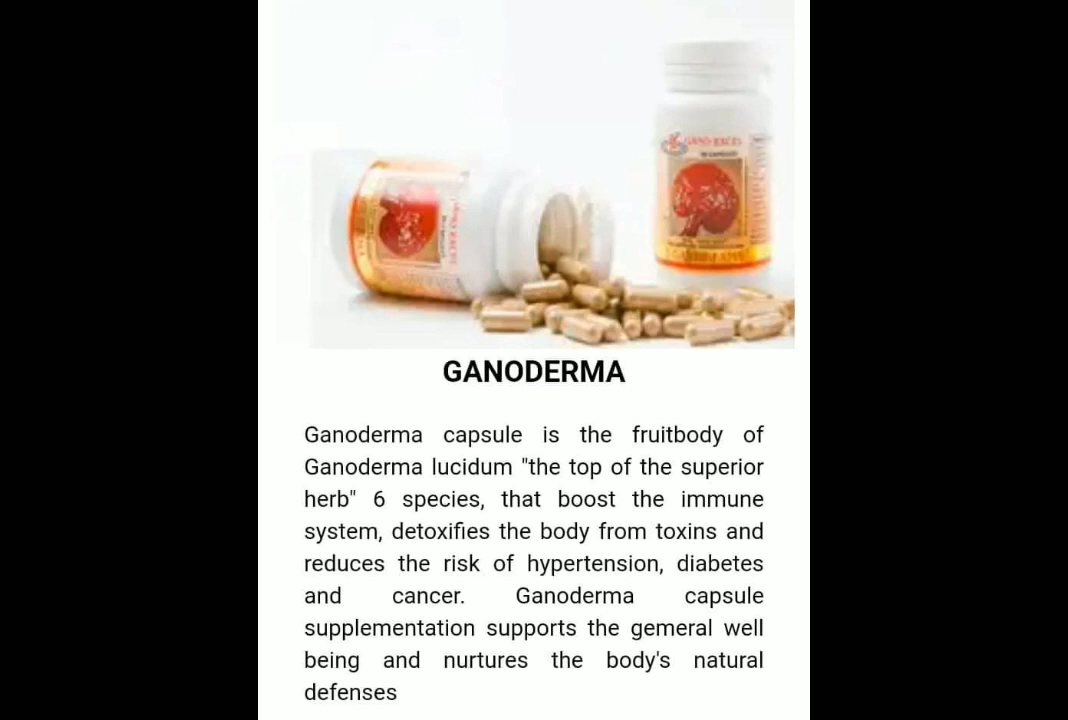 GANO EXCEL
GANODERMA
Ganoderma capsule is the fruitbody of
Ganoderma lucidum "the top of the superior
herb" 6 species, that boost the immune
system, detoxifies the body from toxins and
reduces the risk of hypertension, diabetes
and cancer. Ganoderma capsule
supplementation supports the gemeral well
being and nurtures the body's natural
defenses